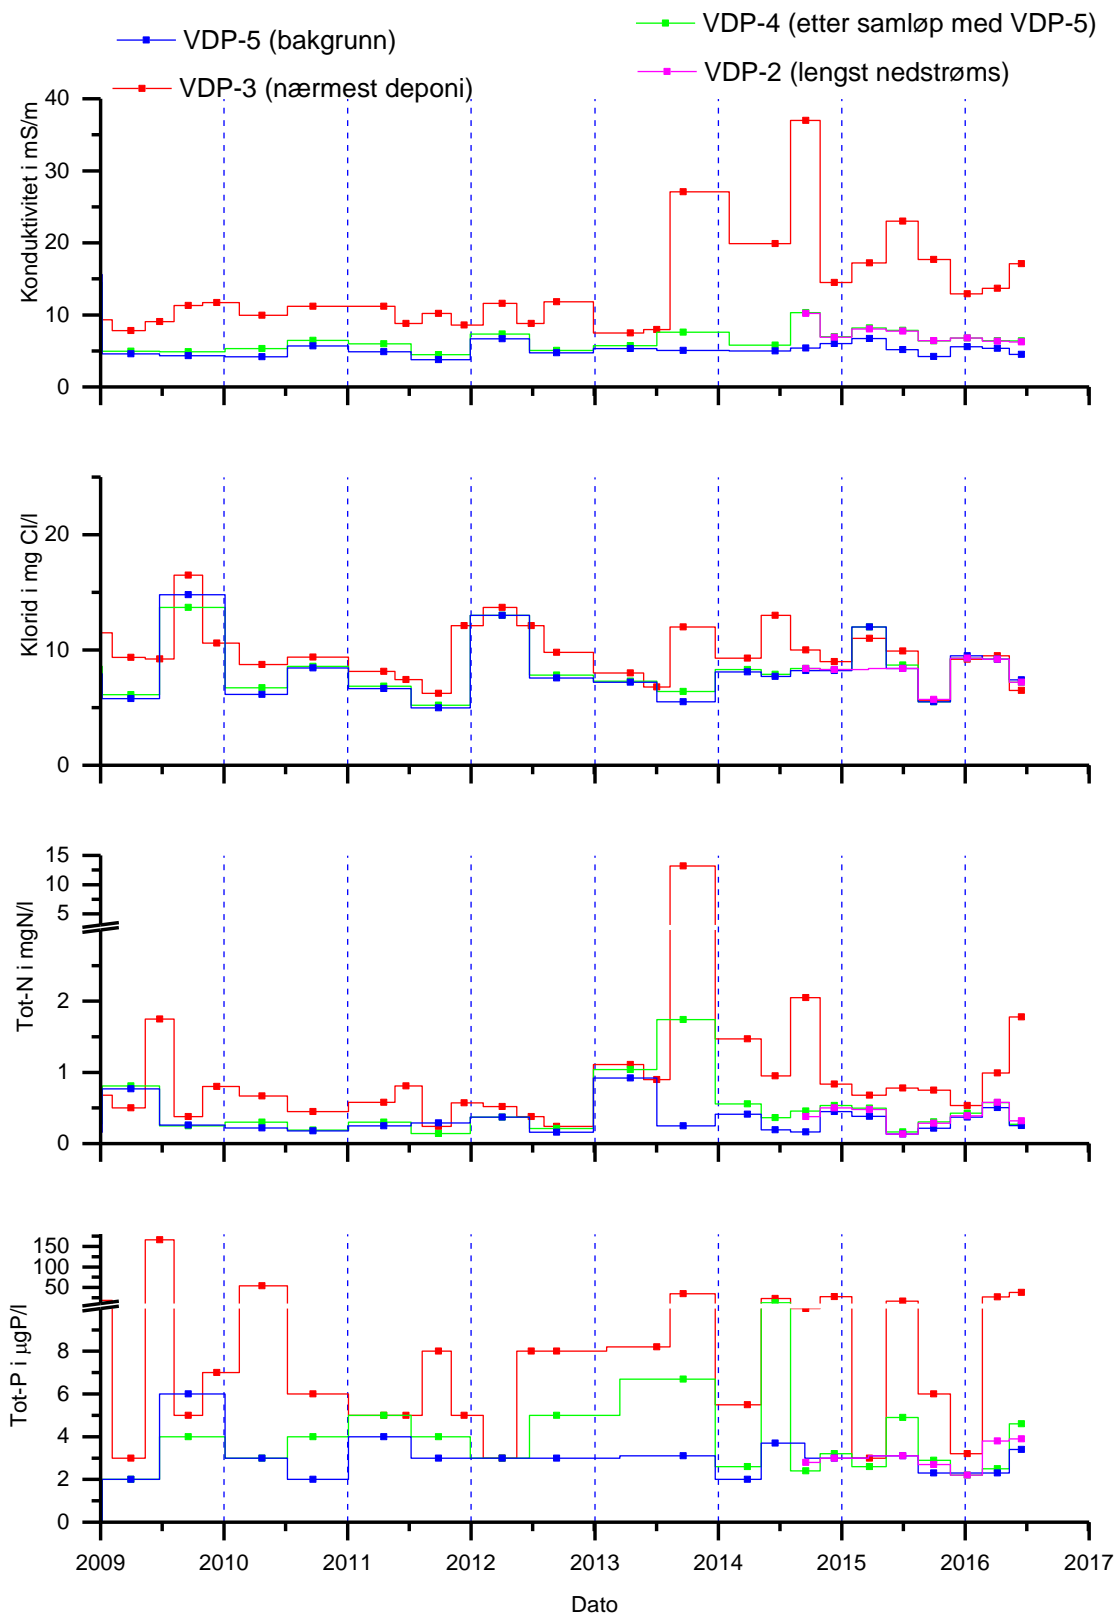 VDP-5 (bakgrunn)
VDP-4 (etter samløp med VDP-5)
VDP-3 (nærmest deponi)
VDP-2 (lengst nedstrøms)
Konduktivitet i mS/m
40
30
20
10
0
Klorid i mg Cl/l
20
10
0
Tot-N i mgN/l
15
10
5
2
1
0
Tot-P i µgP/l
150
100
50
8
6
4
2
0
2009 2010 2011 2012 2013 2014 2015 2016 2017
Dato